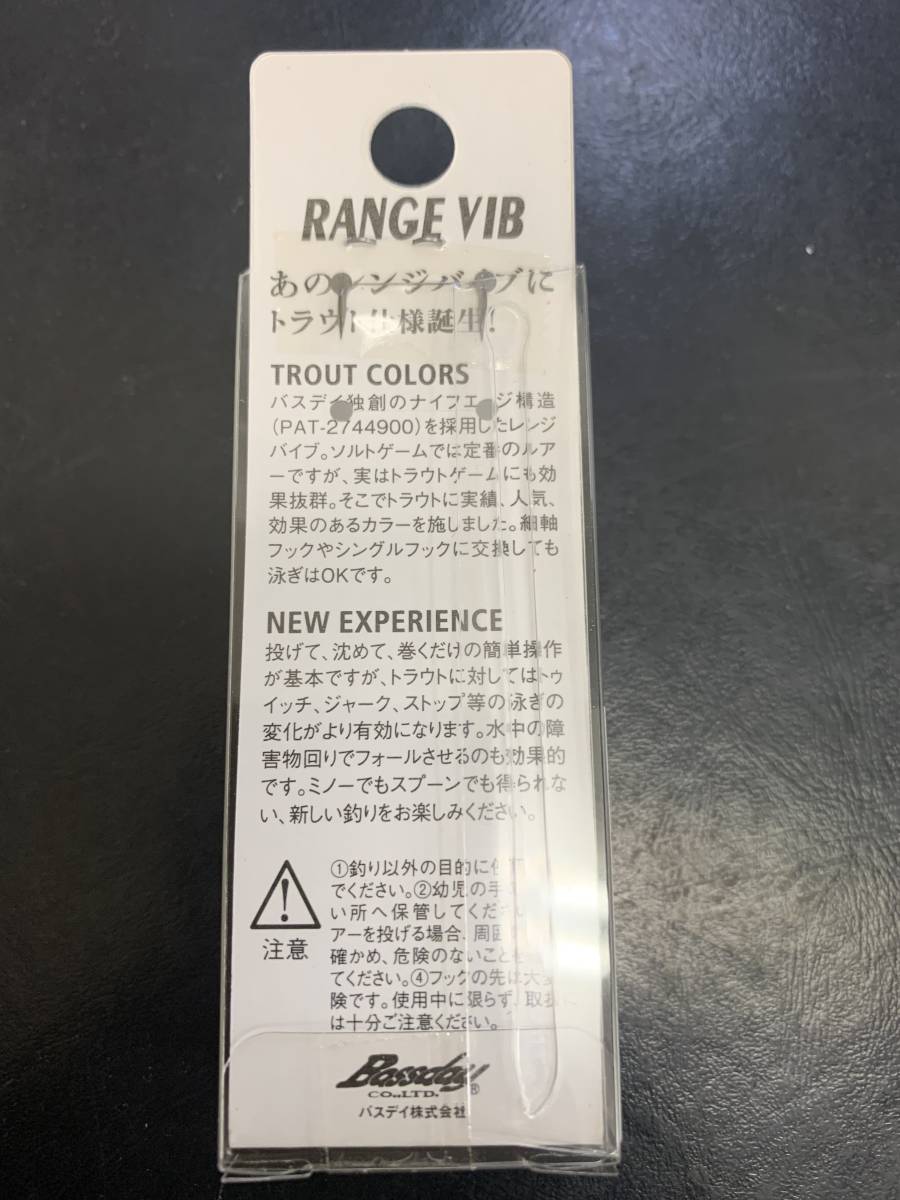 RANGE VIB
あのレンジバイブに
トラウト仕様誕生!
TROUT COLORS
バスデイ独創のナイフエッジ構造
(PAT-2744900)を採用したレンジ
バイブ。ソルトゲームでは定番のルア
ーですが、実はトラウトゲームにも効
果抜群。そこでトラウトに実績、人気、
効果のあるカラーを施しました。細軸
フックやシングルフックに交換しても
泳ぎはOKです。
NEW EXPERIENCE
投げて、沈めて、巻くだけの簡単操作
が基本ですが、トラウトに対してはトゥ
イッチ、ジャーク、ストップ等の泳ぎの
変化がより有効になります。水中の障
害物回りでフォールさせるのも効果的
です。ミノーでもスプーンでも得られな
い、新しい釣りをお楽しみください。
注意
①釣り以外の目的に
でください。②幼児の手
い所へ保管してください
アーを投げる場合、周囲
確かめ、危険のないことを
てください。④フックの先は大変
険です。使用中に限らず、取扱に
は十分ご注意ください。
Bassday®
CO.,LTD.
バスデイ株式会社